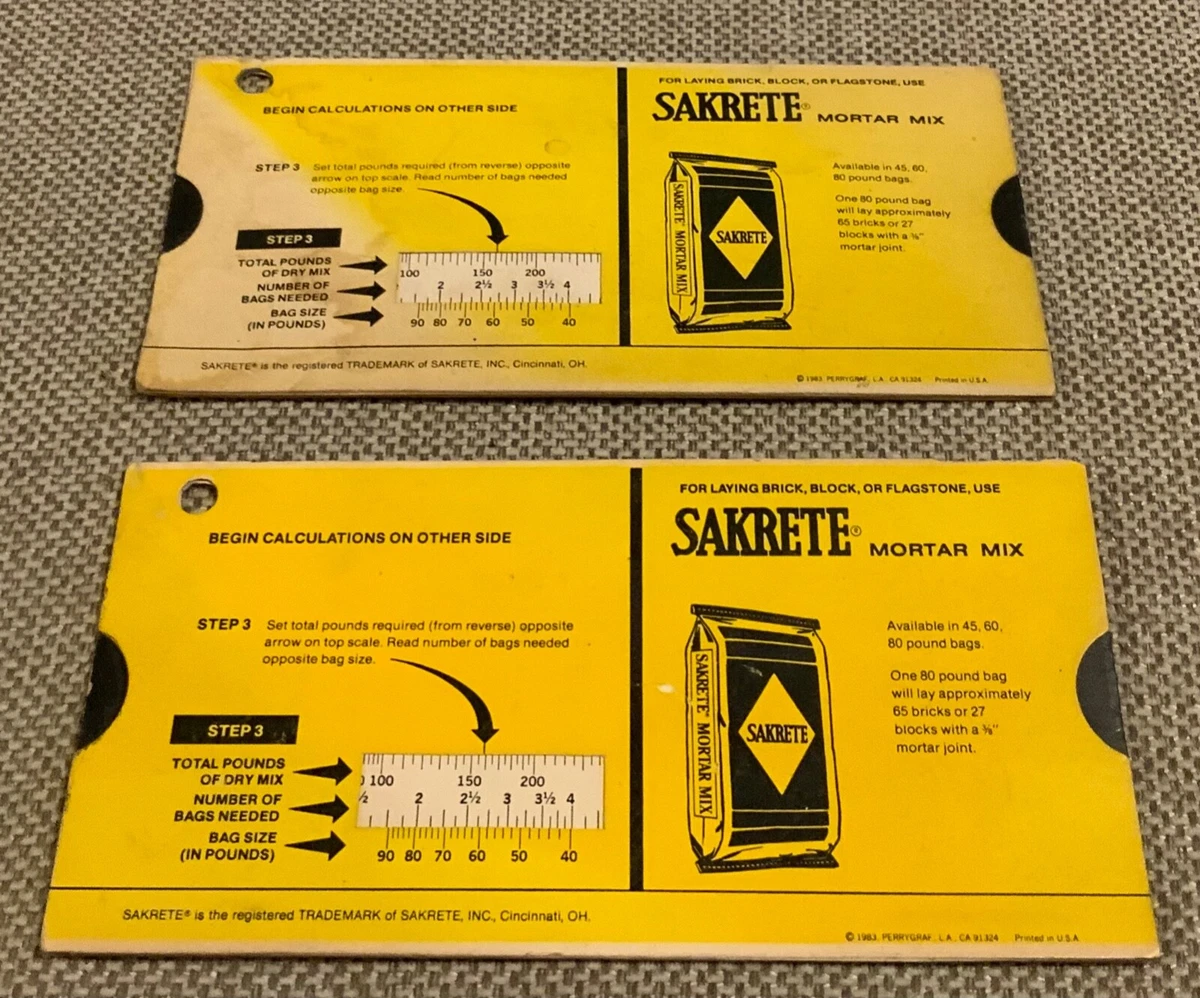 BEGIN CALCULATIONS ON OTHER SIDE
STEP 3 Set total pounds required (from reverse) opposite
arrow on top scale. Read number of bags needed
opposite bag size.
STEP 3
TOTAL POUNDS
OF DRY MIX
100 150 200
NUMBER OF
BAGS NEEDED
2 2½ 3 3½ 4
BAG SIZE
(IN POUNDS)
90 80 70 60 50 40
SAKRETE® is the registered TRADEMARK of SAKRETE, INC., Cincinnati, OH.
FOR LAYING BRICK, BLOCK, OR FLAGSTONE, USE
SAKRETE® MORTAR MIX
SAKRETE® MORTAR MIX
SAKRETE
Available in 45, 60,
80 pound bags.
One 80 pound bag
will lay approximately
65 bricks or 27
blocks with a ⅜"
mortar joint.
© 1983, PERRYGRAF, L.A., CA 91324 Printed in U.S.A.
BEGIN CALCULATIONS ON OTHER SIDE
STEP 3 Set total pounds required (from reverse) opposite
arrow on top scale. Read number of bags needed
opposite bag size.
STEP 3
TOTAL POUNDS
OF DRY MIX
100 150 200
NUMBER OF
BAGS NEEDED
½ 2 2½ 3 3½ 4
BAG SIZE
(IN POUNDS)
90 80 70 60 50 40
SAKRETE® is the registered TRADEMARK of SAKRETE, INC., Cincinnati, OH.
FOR LAYING BRICK, BLOCK, OR FLAGSTONE, USE
SAKRETE® MORTAR MIX
SAKRETE® MORTAR MIX
SAKRETE
Available in 45, 60,
80 pound bags.
One 80 pound bag
will lay approximately
65 bricks or 27
blocks with a ⅜"
mortar joint.
© 1983, PERRYGRAF, L.A., CA 91324 Printed in U.S.A.